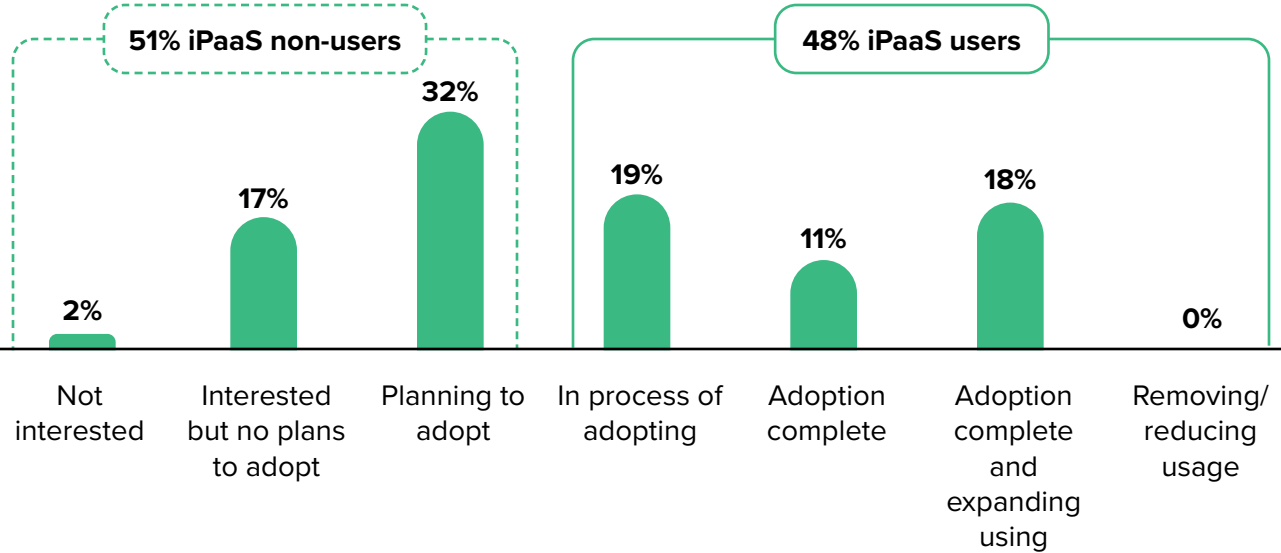 51% iPaaS non-users
48% iPaaS users
32%
19%
18%
17%
11%
2%
0%
Not
interested
Interested
but no plans
to adopt
Planning to
adopt
In process of
adopting
Adoption
complete
Adoption
complete
and
expanding
using
Removing/
reducing
usage